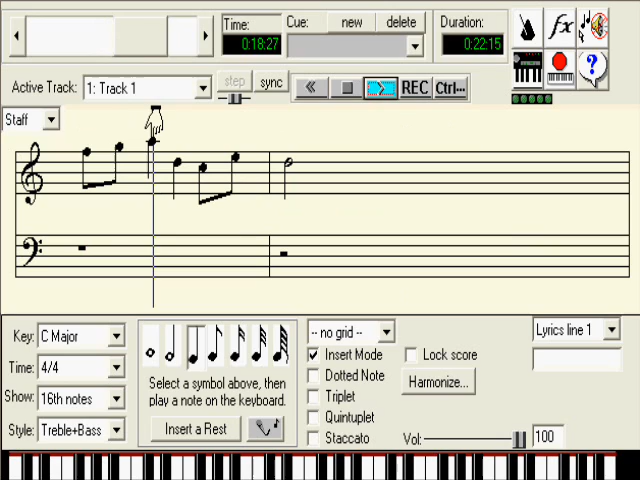 Time:
Cue:
new
delete
Duration:
0:18:27
0:22:15
fx
Active Track:
1: Track 1
step
sync
REC
Ctrl...
?
Staff
Key:
C Major
-- no grid --
Lyrics line 1
Time:
4/4
Insert Mode
Lock score
Dotted Note
Harmonize...
Show:
16th notes
Select a symbol above, then
play a note on the keyboard.
Triplet
Quintuplet
Style:
Treble+Bass
Insert a Rest
Staccato
Vol:
100